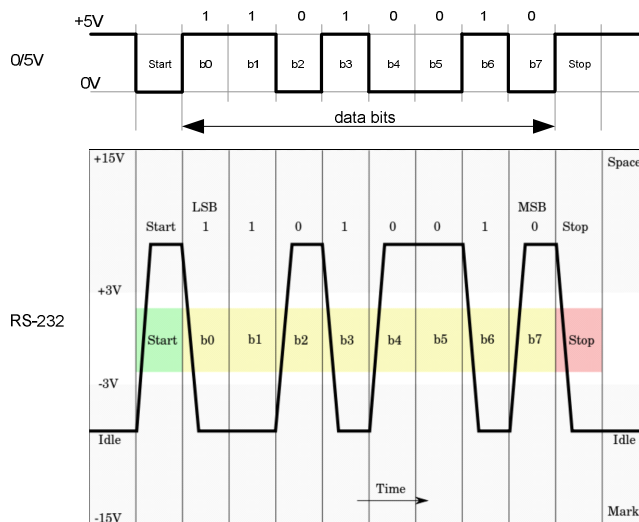 +5V
1 1 0 1 0 0 1 0
0/5V
Start b0 b1 b2 b3 b4 b5 b6 b7 Stop
0V
data bits
+15V
Space
LSB MSB
Start 1 1 0 1 0 0 1 0 Stop
+3V
RS-232
Start b0 b1 b2 b3 b4 b5 b6 b7 Stop
-3V
Idle Idle
Time
-15V
Mark